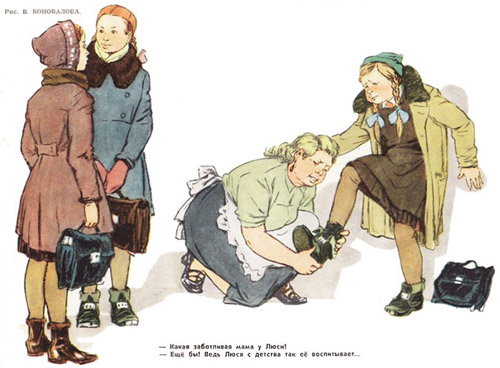 Рис. Б. КОНОВАЛОВА.
— Какая заботливая мама у Люси!
— Ещё бы! Ведь Люся с детства так её воспитывает...